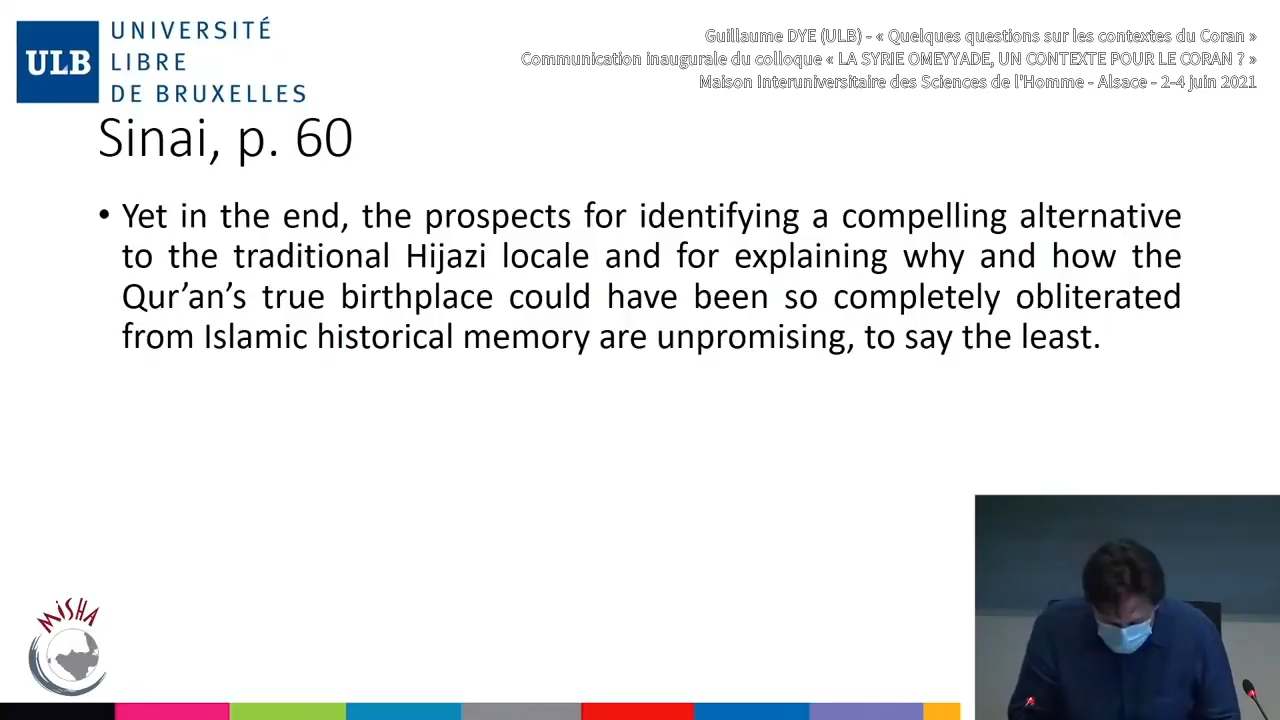 ULB
UNIVERSITÉ
LIBRE
DE BRUXELLES
Guillaume DYE (ULB) - « Quelques questions sur les contextes du Coran »
Communication inaugurale du colloque « LA SYRIE OMEYYADE, UN CONTEXTE POUR LE CORAN ? »
Maison Interuniversitaire des Sciences de l'Homme - Alsace - 2-4 juin 2021
Sinai, p. 60
• Yet in the end, the prospects for identifying a compelling alternative
to the traditional Hijazi locale and for explaining why and how the
Qur’an’s true birthplace could have been so completely obliterated
from Islamic historical memory are unpromising, to say the least.
MiSHA